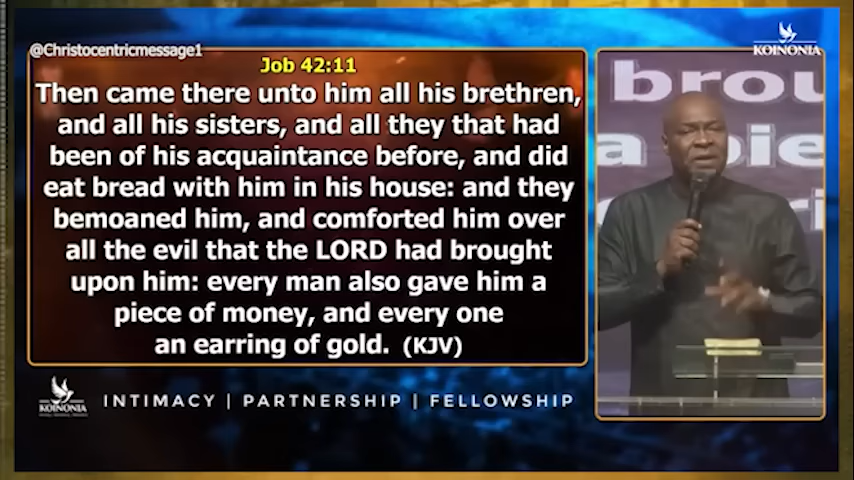 @Christocentricmessage1
KOINONIA
Job 42:11
Then came there unto him all his brethren,
and all his sisters, and all they that had
been of his acquaintance before, and did
eat bread with him in his house: and they
bemoaned him, and comforted him over
all the evil that the LORD had brought
upon him: every man also gave him a
piece of money, and every one
an earring of gold. (KJV)
brou
a pie
KOINONIA
INTIMACY | PARTNERSHIP | FELLOWSHIP